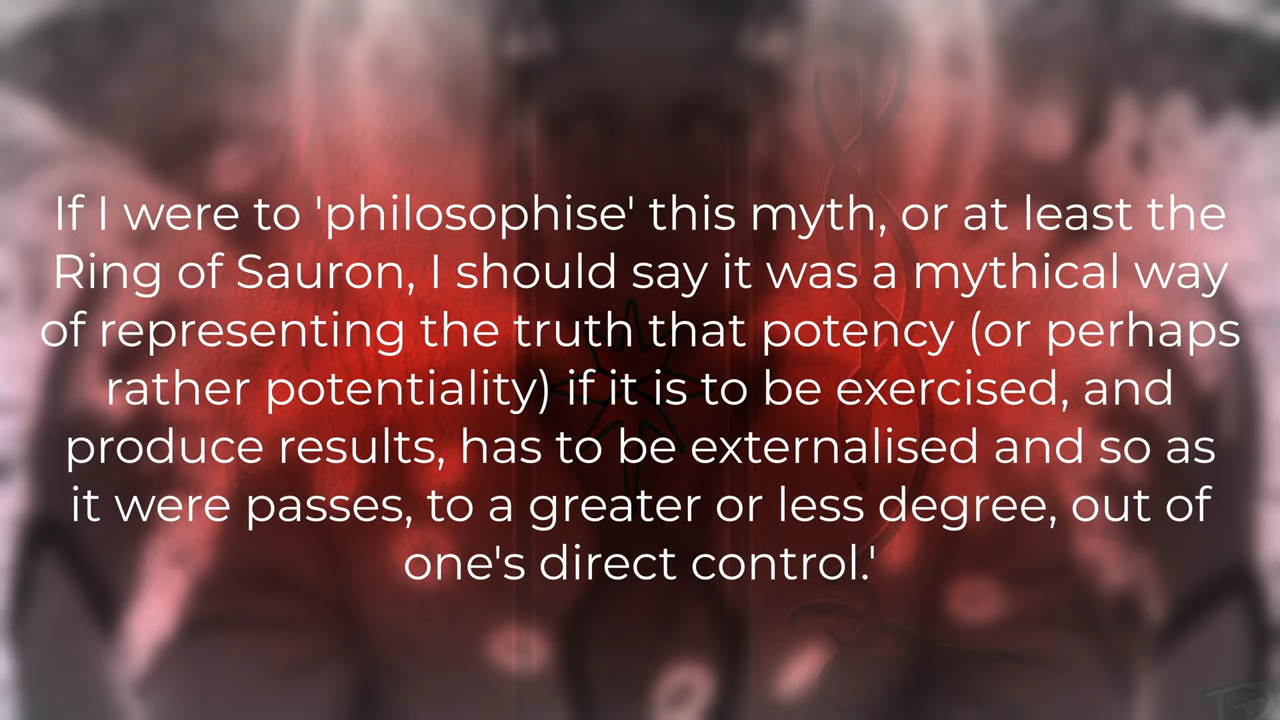 If I were to 'philosophise' this myth, or at least the
Ring of Sauron, I should say it was a mythical way
of representing the truth that potency (or perhaps
rather potentiality) if it is to be exercised, and
produce results, has to be externalised and so as
it were passes, to a greater or less degree, out of
one's direct control.'